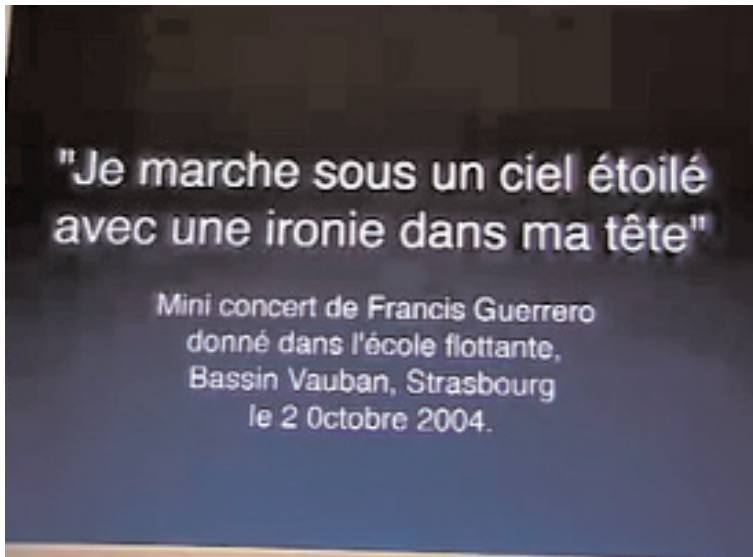 "Je marche sous un ciel étoilé
avec une ironie dans ma tête"
Mini concert de Francis Guerrero
donné dans l'école flottante,
Bassin Vauban, Strasbourg
le 2 0ctobre 2004.